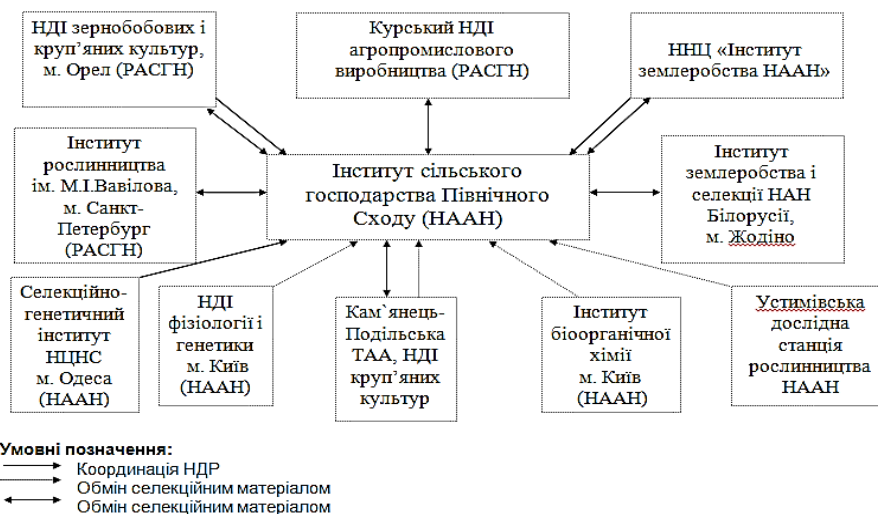 НДІ зернобобових і
круп’яних культур,
м. Орел (РАСГН)
Курський НДІ
агропромислового
виробництва (РАСГН)
ННЦ «Інститут
землеробства НААН»
Інститут
рослинництва
ім. М.І.Вавілова,
м. Санкт-
Петербург
(РАСГН)
Інститут сільського
господарства Північного
Сходу (НААН)
Інститут
землеробства і
селекції НАН
Білорусії,
м. Жодіно
Селекційно-
генетичний
інститут
НЦНС
м. Одеса
(НААН)
НДІ
фізіології і
генетики
м. Київ
(НААН)
Кам`янець-
Подільська
ТАА, НДІ
круп’яних
культур
Інститут
біоорганічної
хімії
м. Київ
(НААН)
Устимівська
дослідна
станція
рослинництва
НААН
Умовні позначення:
Координація НДР
Обмін селекційним матеріалом
Обмін селекційним матеріалом